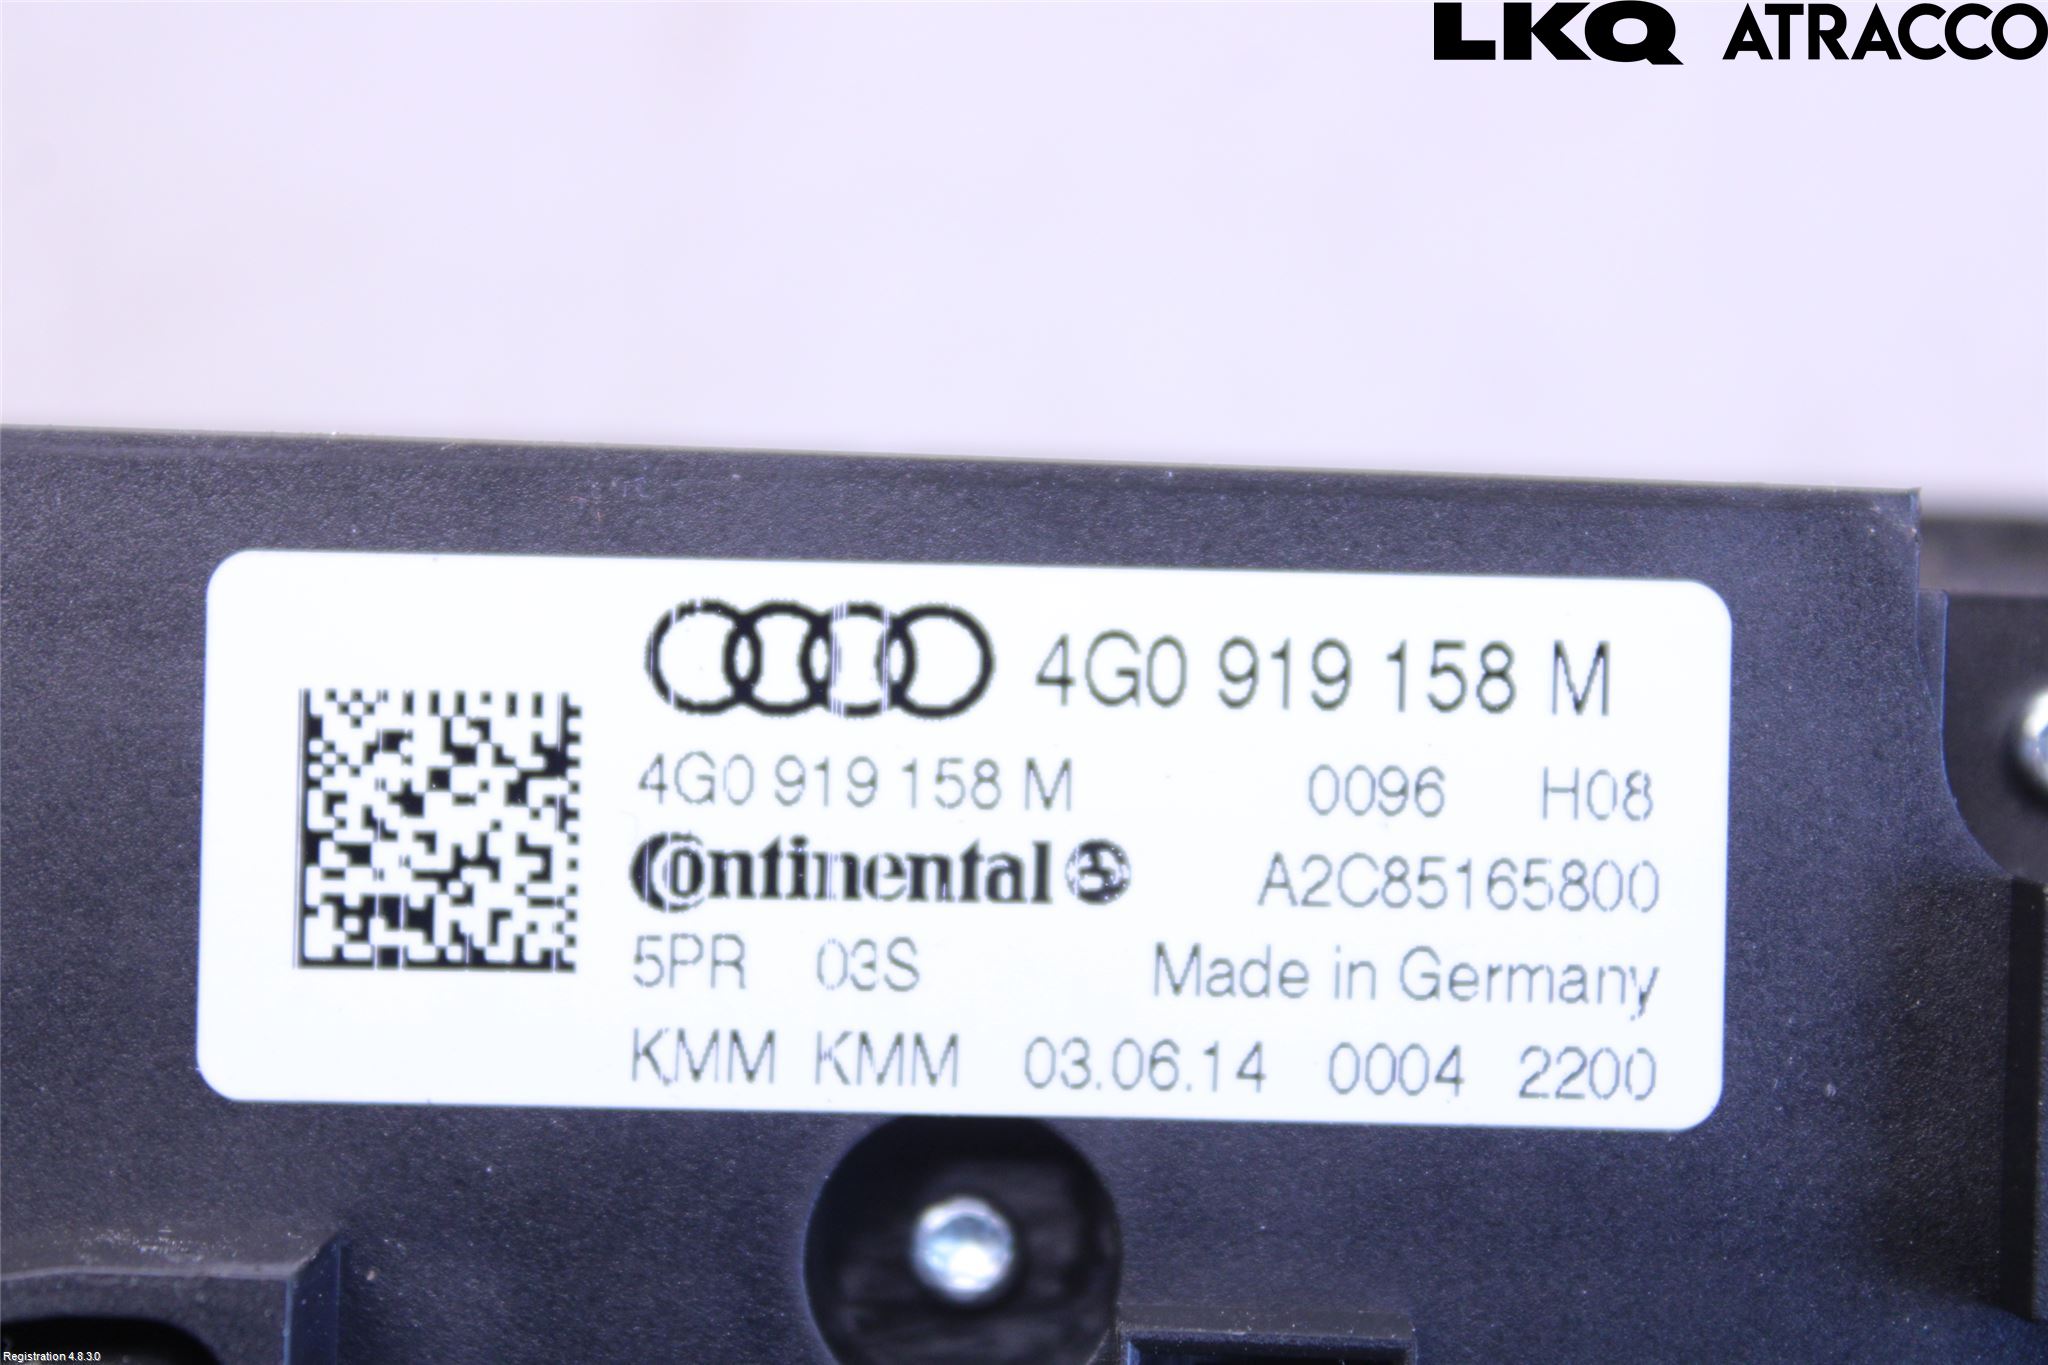 LKQ ATRACCO
4G0 919 158 M
4G0 919 158 M 0096 H08
Continental A2C85165800
5PR 03S Made in Germany
KMM KMM 03.06.14 0004 2200
Registration 4.8.3.0